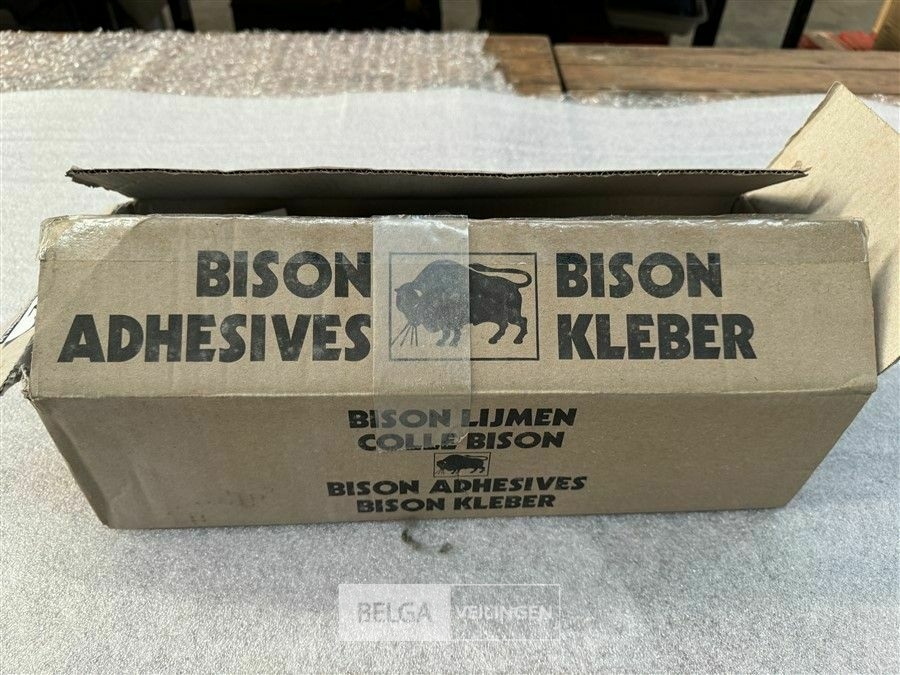 BISON
ADHESIVES
BISON
KLEBER
BISON LIJMEN
COLLE BISON
BISON ADHESIVES
BISON KLEBER
BELGA VEILINGEN